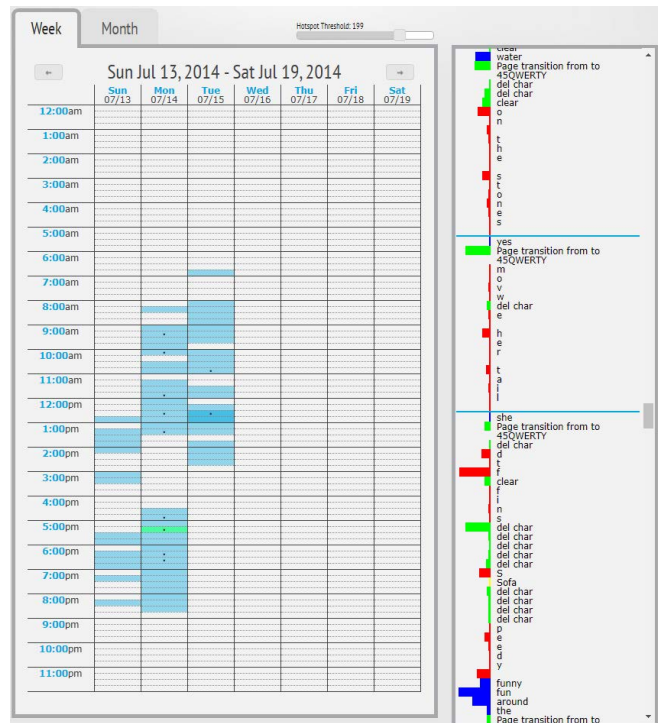 Week
Month
Hotspot Threshold: 199
Sun Jul 13, 2014 - Sat Jul 19, 2014
Sun Mon Tue Wed Thu Fri Sat
07/13 07/14 07/15 07/16 07/17 07/18 07/19
12:00am
1:00am
2:00am
3:00am
4:00am
5:00am
6:00am
7:00am
8:00am
9:00am
10:00am
11:00am
12:00pm
1:00pm
2:00pm
3:00pm
4:00pm
5:00pm
6:00pm
7:00pm
8:00pm
9:00pm
10:00pm
11:00pm
clear
water
Page transition from to
45QWERTY
del char
del char
clear
o
n
t
h
e
s
t
o
n
e
s
yes
Page transition from to
45QWERTY
m
o
v
w
del char
e
h
e
r
t
a
i
l
she
Page transition from to
45QWERTY
del char
d
t
f
clear
f
i
n
s
del char
del char
del char
del char
del char
S
Sofa
del char
del char
del char
del char
p
e
e
d
y
funny
fun
around
the
Page transition from to